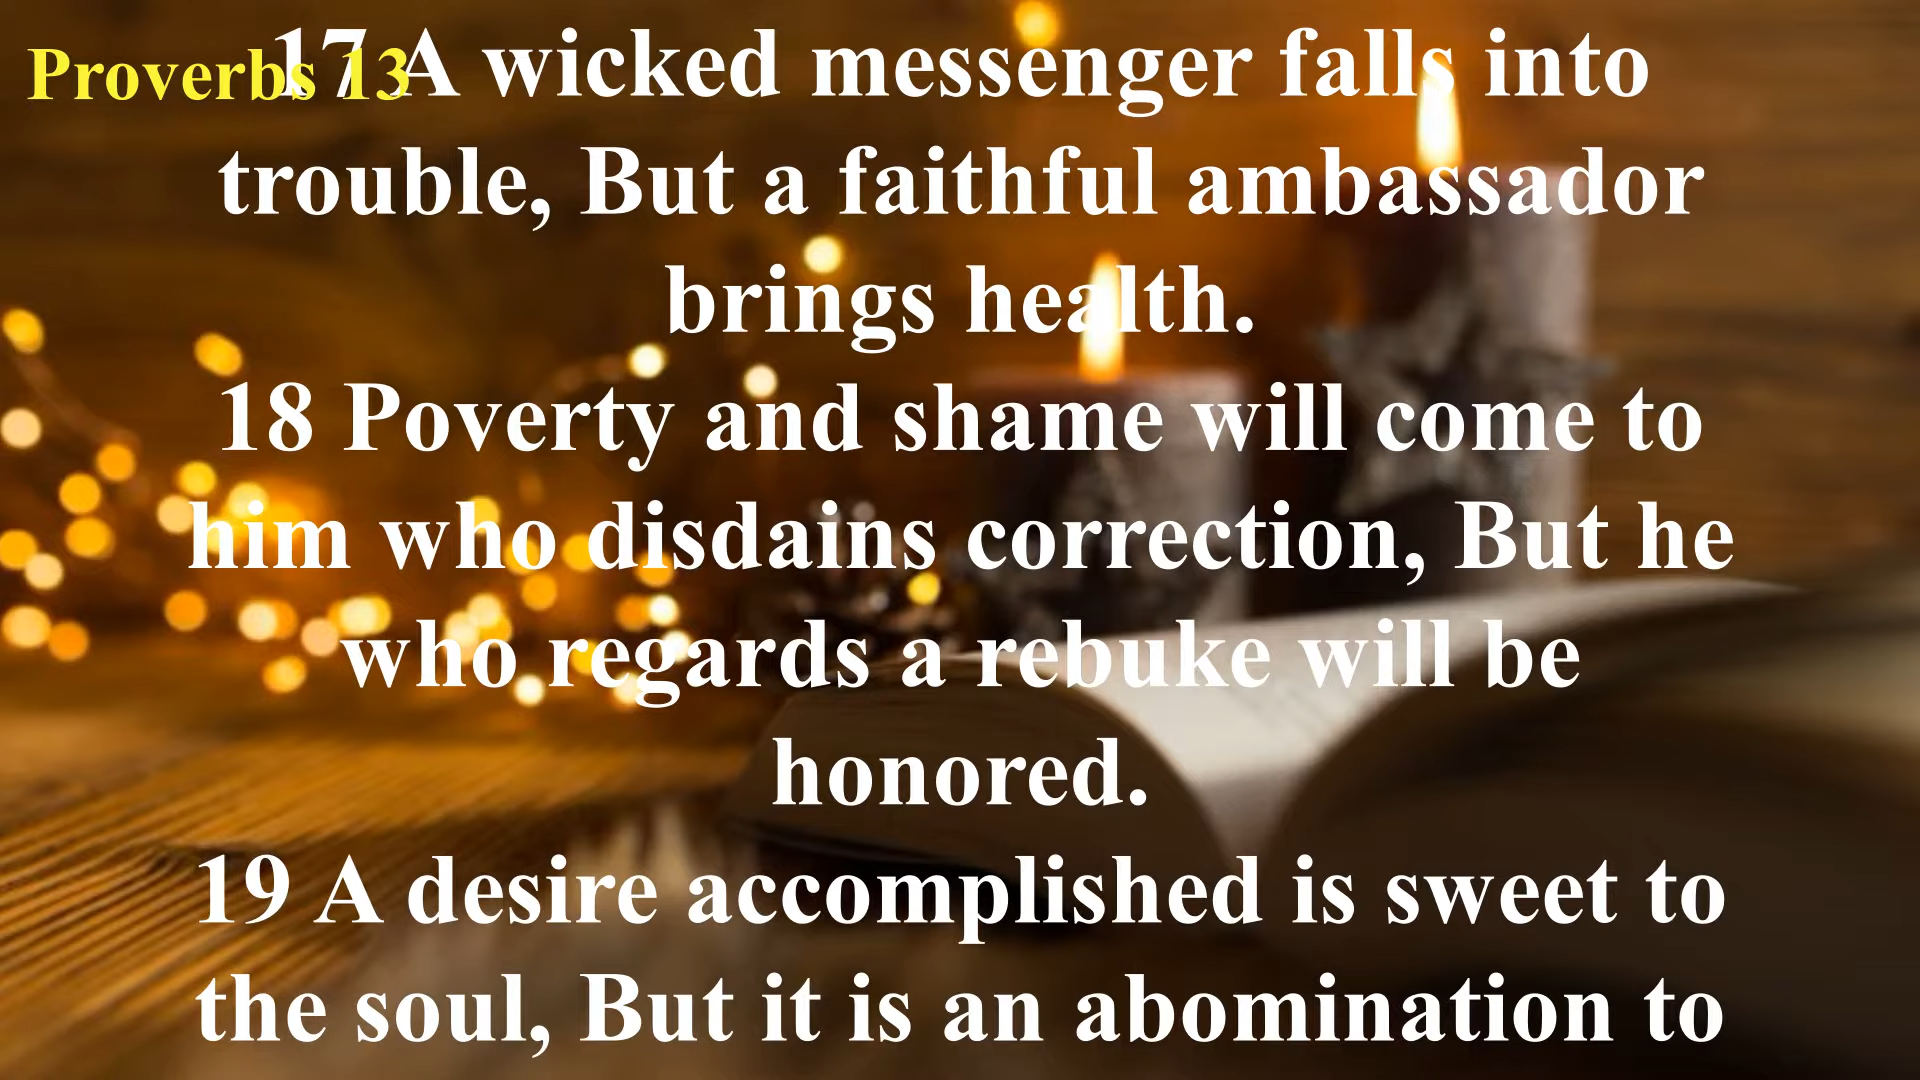 Proverbs 13
17 A wicked messenger falls into
trouble, But a faithful ambassador
brings health.
18 Poverty and shame will come to
him who disdains correction, But he
who regards a rebuke will be
honored.
19 A desire accomplished is sweet to
the soul, But it is an abomination to